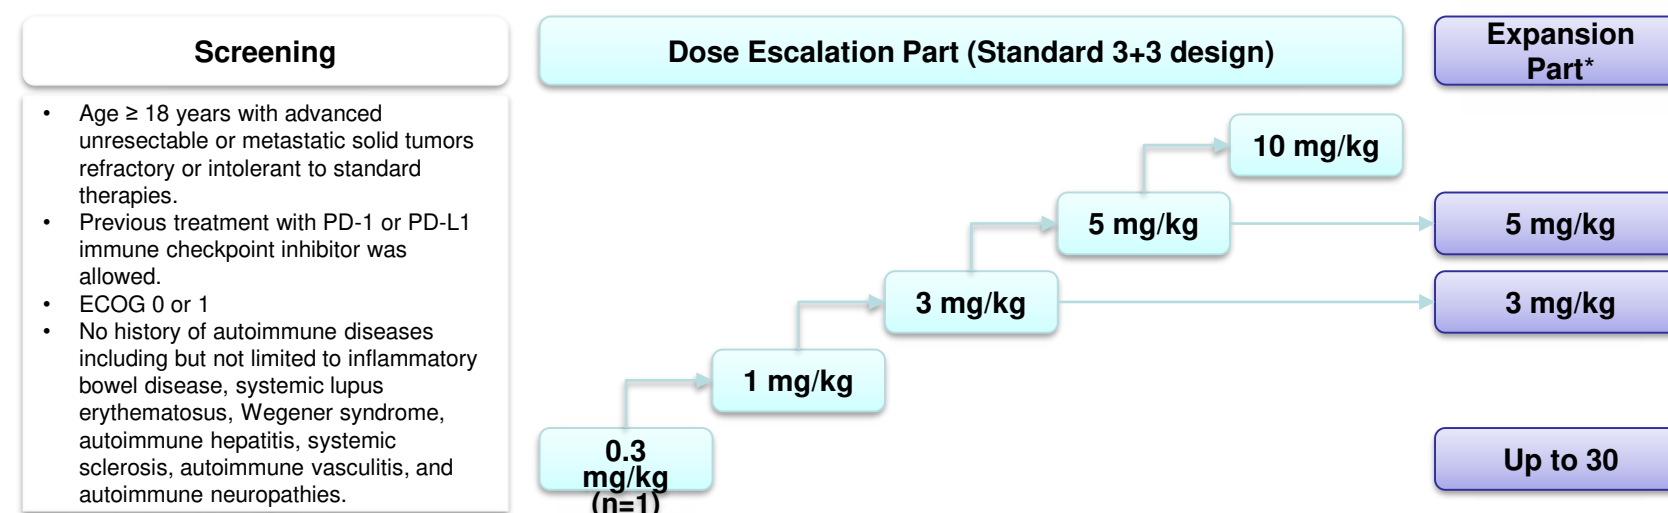 Screening
• Age ≥ 18 years with advanced
unresectable or metastatic solid tumors
refractory or intolerant to standard
therapies.
• Previous treatment with PD-1 or PD-L1
immune checkpoint inhibitor was
allowed.
• ECOG 0 or 1
• No history of autoimmune diseases
including but not limited to inflammatory
bowel disease, systemic lupus
erythematosus, Wegener syndrome,
autoimmune hepatitis, systemic
sclerosis, autoimmune vasculitis, and
autoimmune neuropathies.
Dose Escalation Part (Standard 3+3 design)
10 mg/kg
5 mg/kg
3 mg/kg
1 mg/kg
0.3
mg/kg
(n=1)
Expansion
Part*
5 mg/kg
3 mg/kg
Up to 30